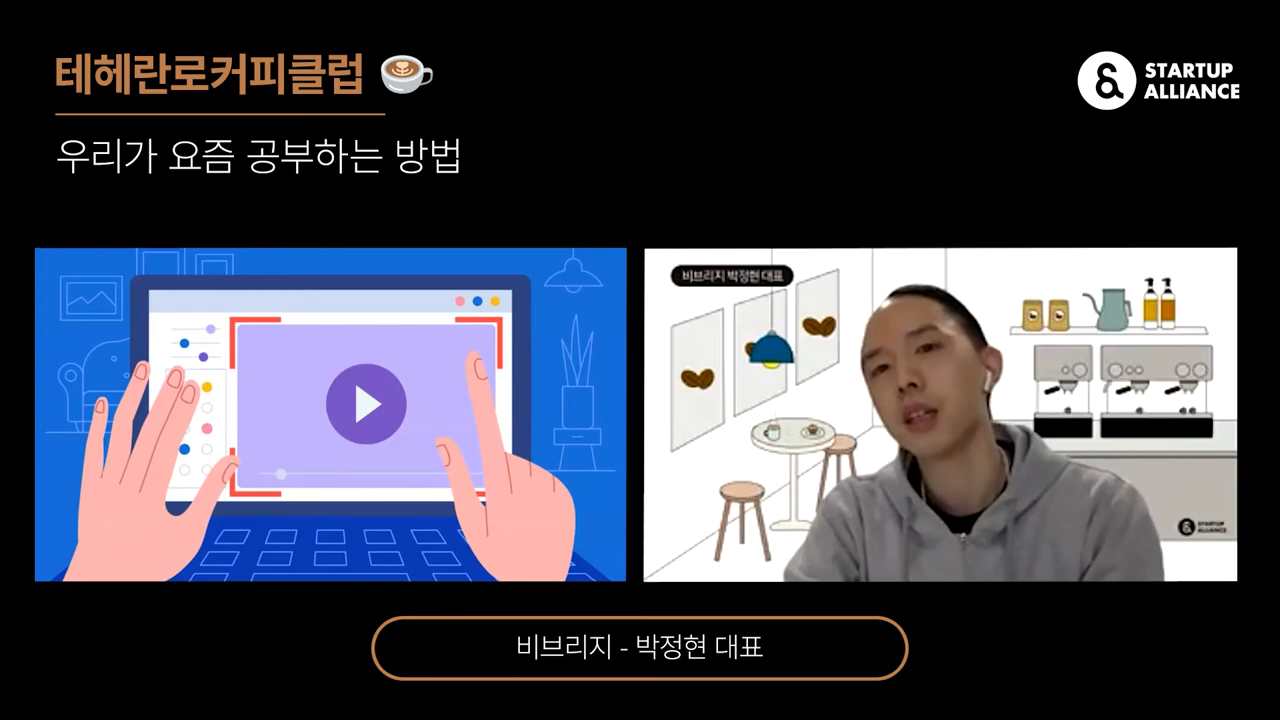 테헤란로커피클럽
STARTUP
ALLIANCE
우리가 요즘 공부하는 방법
비브리지 박정현 대표
STARTUP
ALLIANCE
비브리지 - 박정현 대표